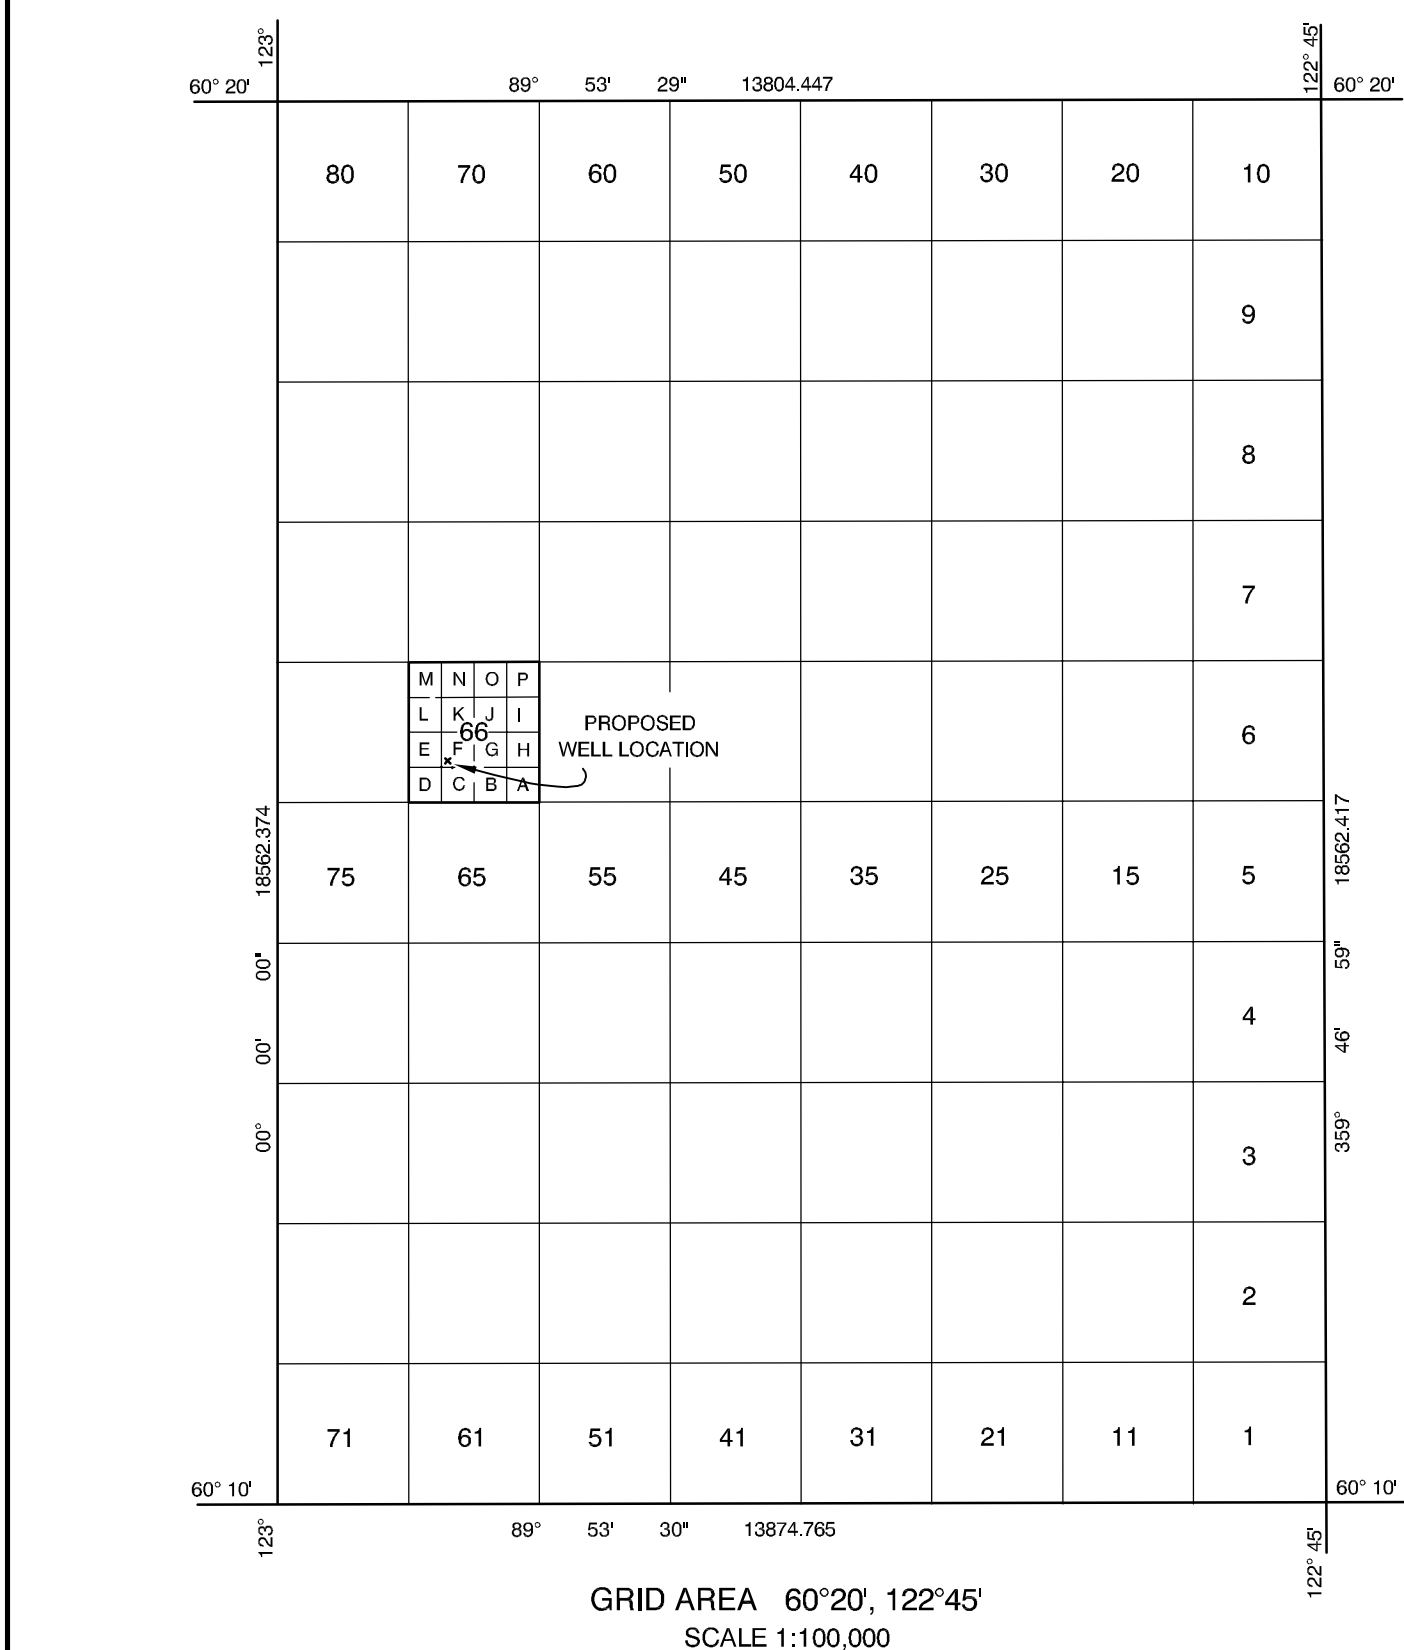 123°
122° 45'
60° 20'
89° 53' 29" 13804.447
60° 20'
80 70 60 50 40 30 20 10
9
8
7
M N O P
L K J I
66
E F G H
D C B A
PROPOSED
WELL LOCATION
6
18562.374
18562.417
75 65 55 45 35 25 15 5
00° 00' 00"
359° 46' 59"
4
3
2
71 61 51 41 31 21 11 1
60° 10'
60° 10'
123°
89° 53' 30" 13874.765
122° 45'
GRID AREA 60°20', 122°45'
SCALE 1:100,000